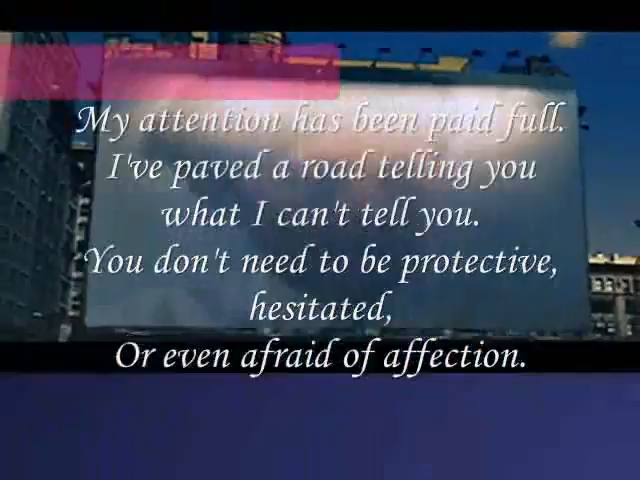 My attention has been paid full.
I've paved a road telling you
what I can't tell you.
You don't need to be protective,
hesitated,
Or even afraid of affection.